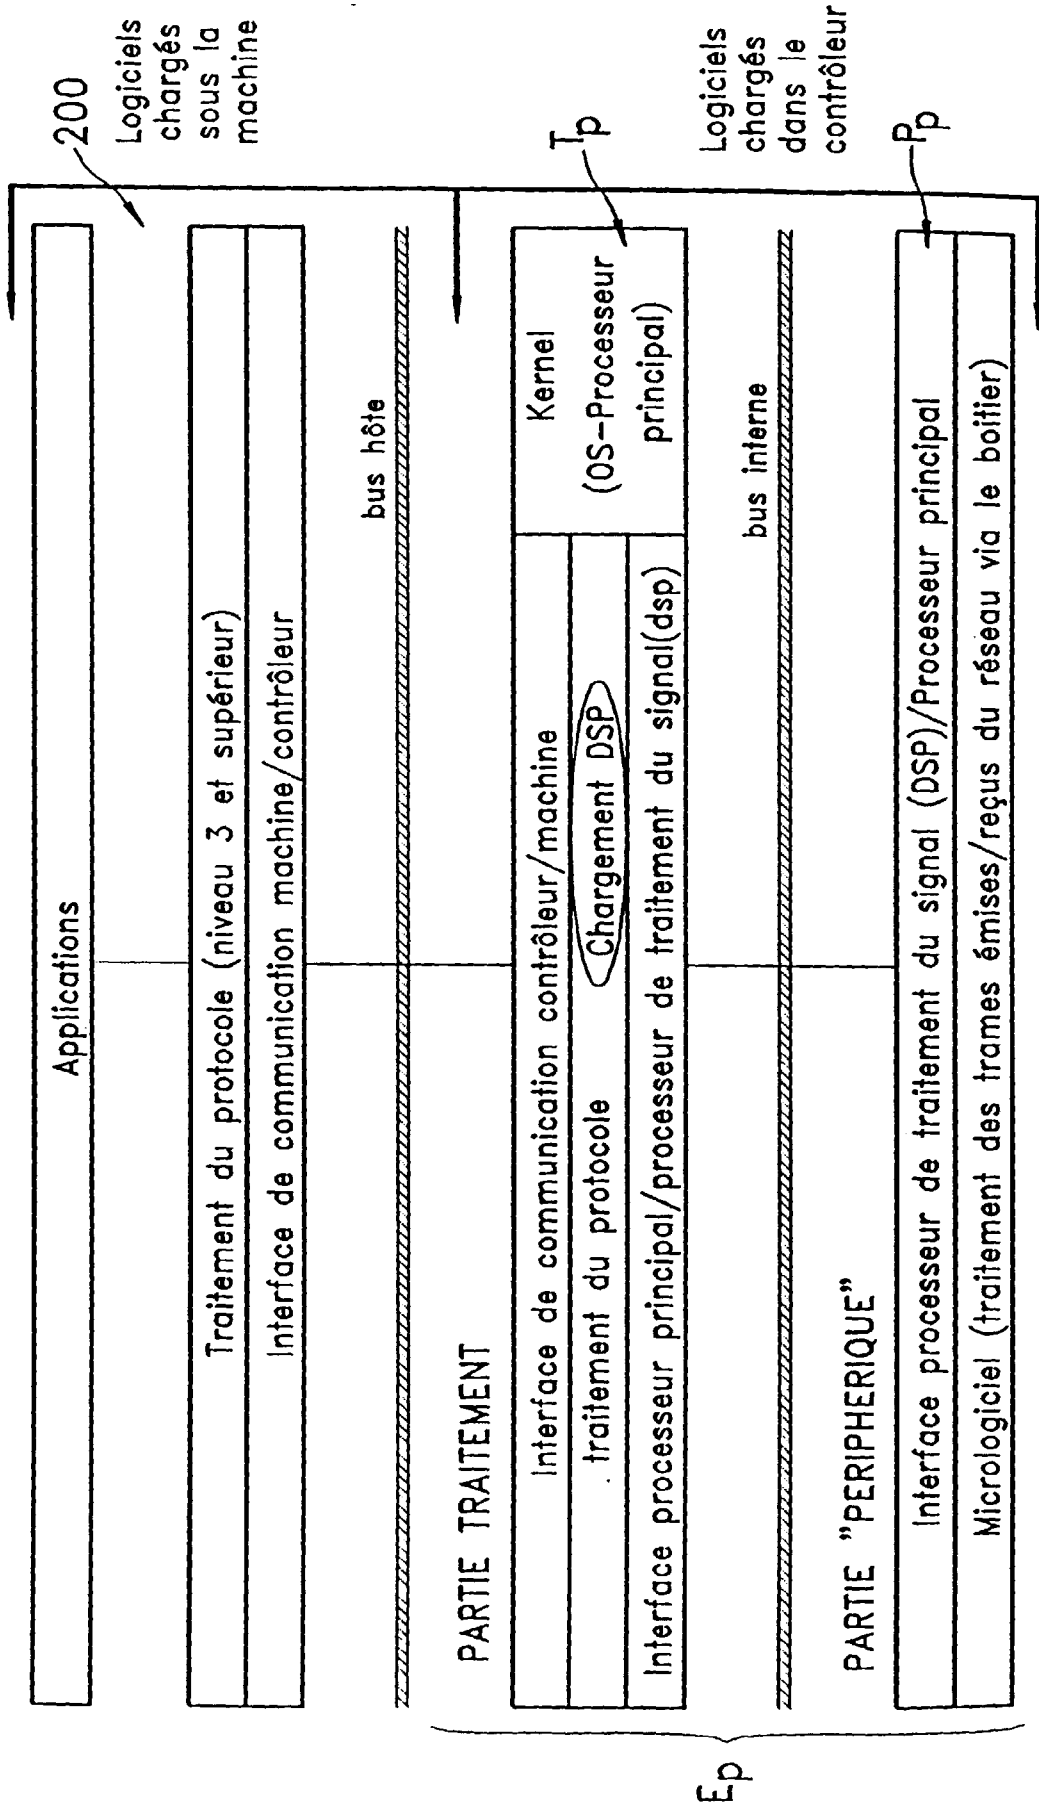 Applications
200
Logiciels
chargés
sous la
machine
Traitement du protocole (niveau 3 et supérieur)
Interface de communication machine/contrôleur
bus hôte
PARTIE TRAITEMENT
Tp
Interface de communication contrôler/machine
traitement du protocole
Chargement DSP
Interface processeur principal/processeur de traitement du signal(dsp)
Kernel
(OS-Processeur
principal)
Logiciels
chargés
dans le
contrôleur
bus interne
PARTIE "PERIPHERIQUE"
Pp
Interface processeur de traitement du signal (DSP)/Processeur principal
Micrologiciel (traitement des trames émises/reçus du réseau via le boitier)
Ep